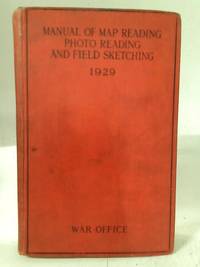 MANUAL OF MAP READING
PHOTO READING
AND FIELD SKETCHING
1929
WAR OFFICE